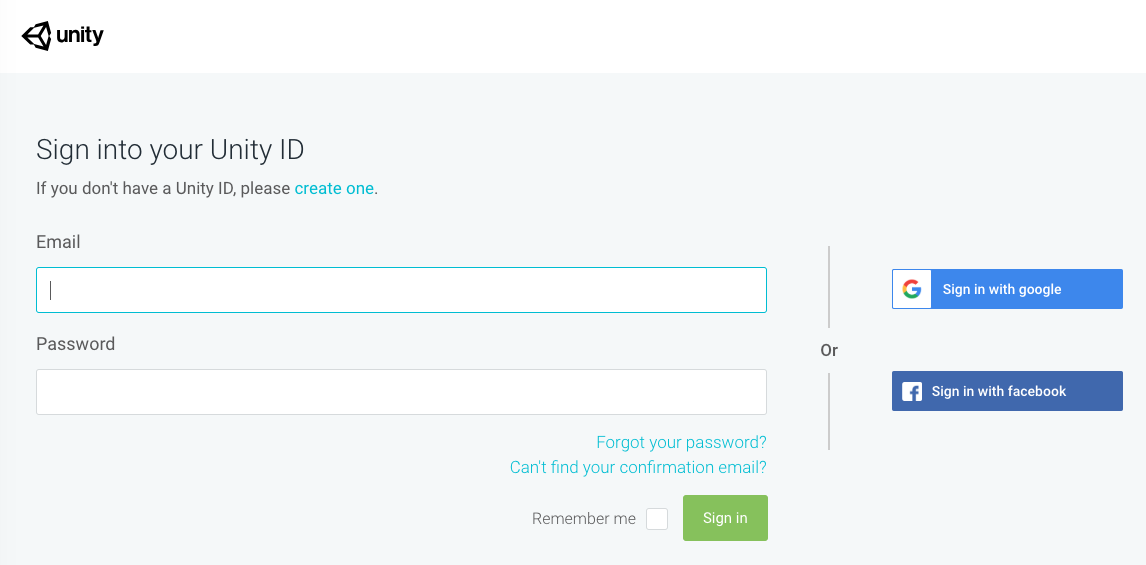 unity
Sign into your Unity ID
If you don't have a Unity ID, please create one.
Email
Password
Forgot your password?
Can't find your confirmation email?
Remember me
Sign in
Or
Sign in with google
Sign in with facebook